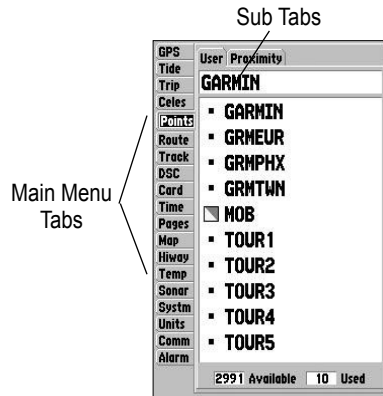 Sub Tabs
Main Menu
Tabs
GPS
Tide
Trip
Celes
Points
Route
Track
DSC
Card
Time
Pages
Map
Hiway
Temp
Sonar
Systm
Units
Comm
Alarm
User Proximity
GARMIN
GARMIN
GRMEUR
GRMPHX
GRMTWN
MOB
TOUR1
TOUR2
TOUR3
TOUR4
TOUR5
2991 Available 10 Used